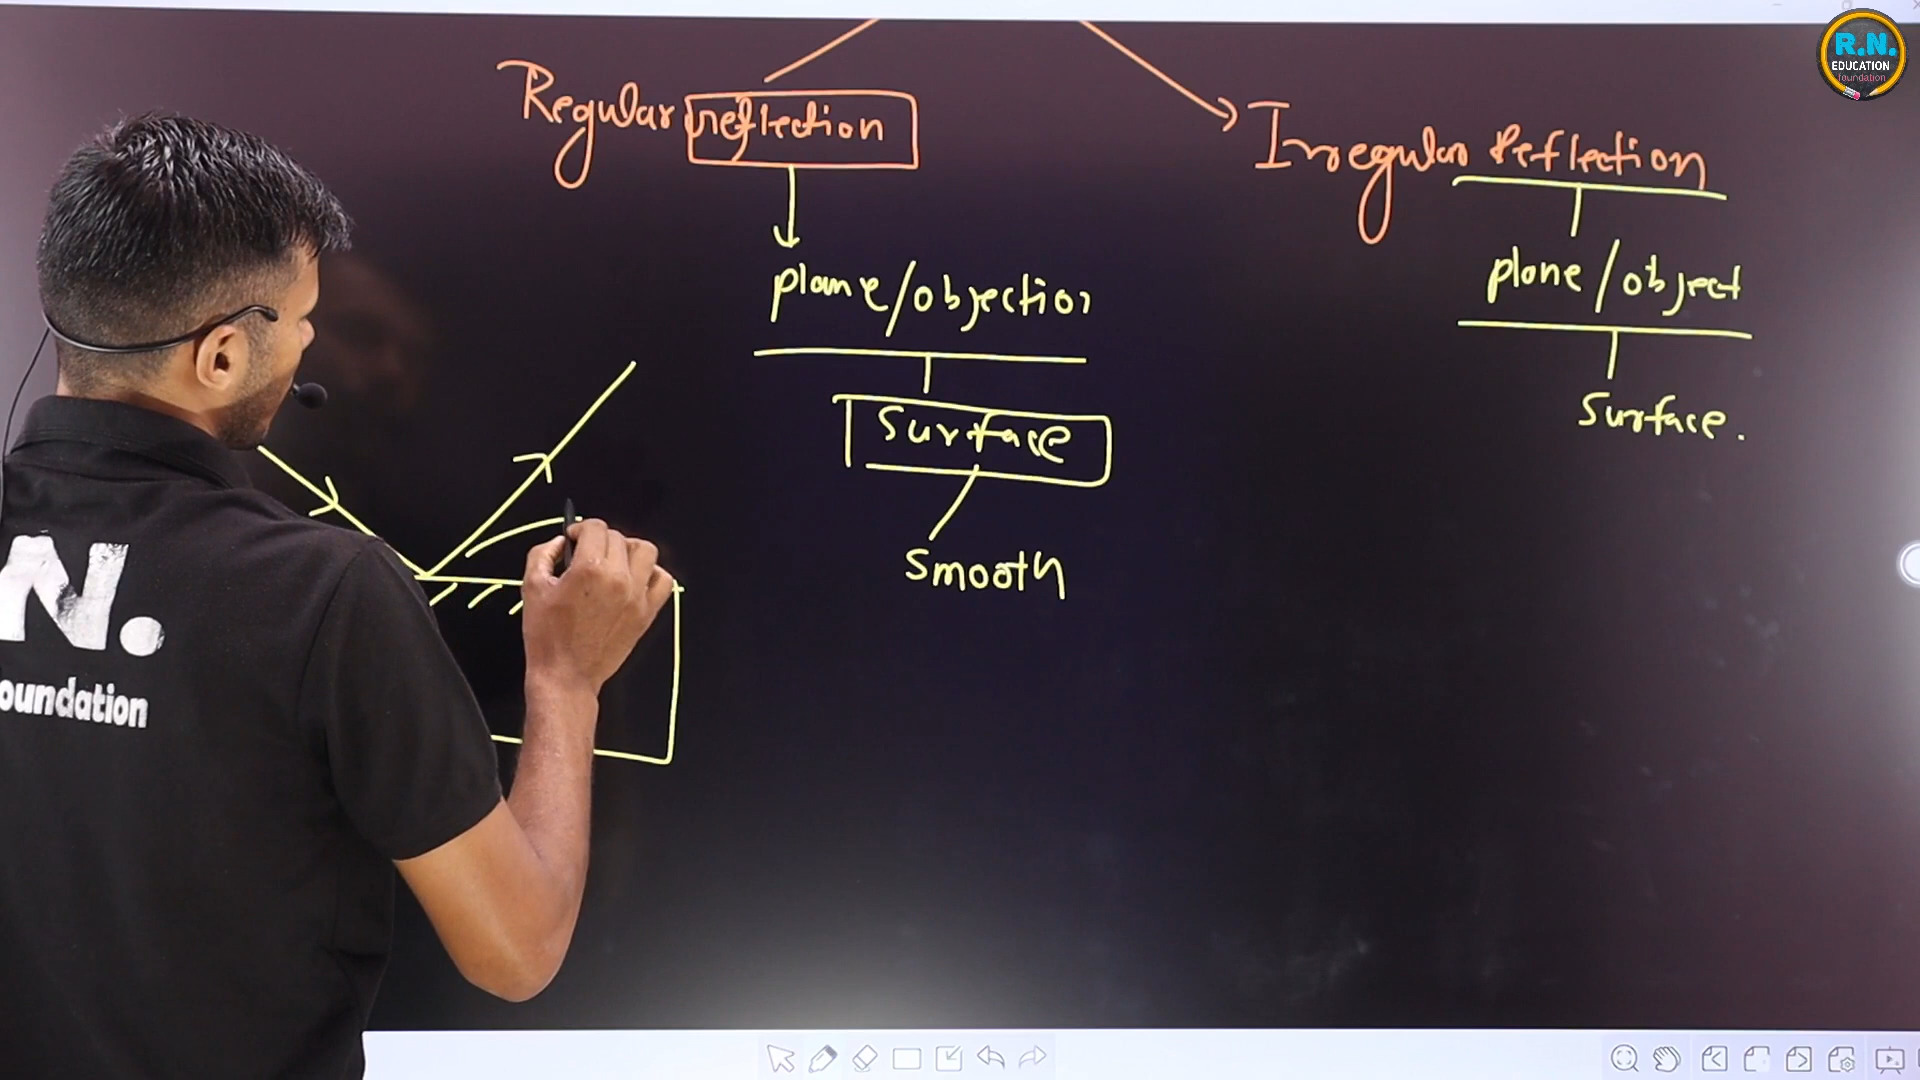 R.N.
EDUCATION
foundation
Regular reflection
Irregular Reflection
plane/objection
plane/object
Surface
Surface.
Smooth
N.
oundation